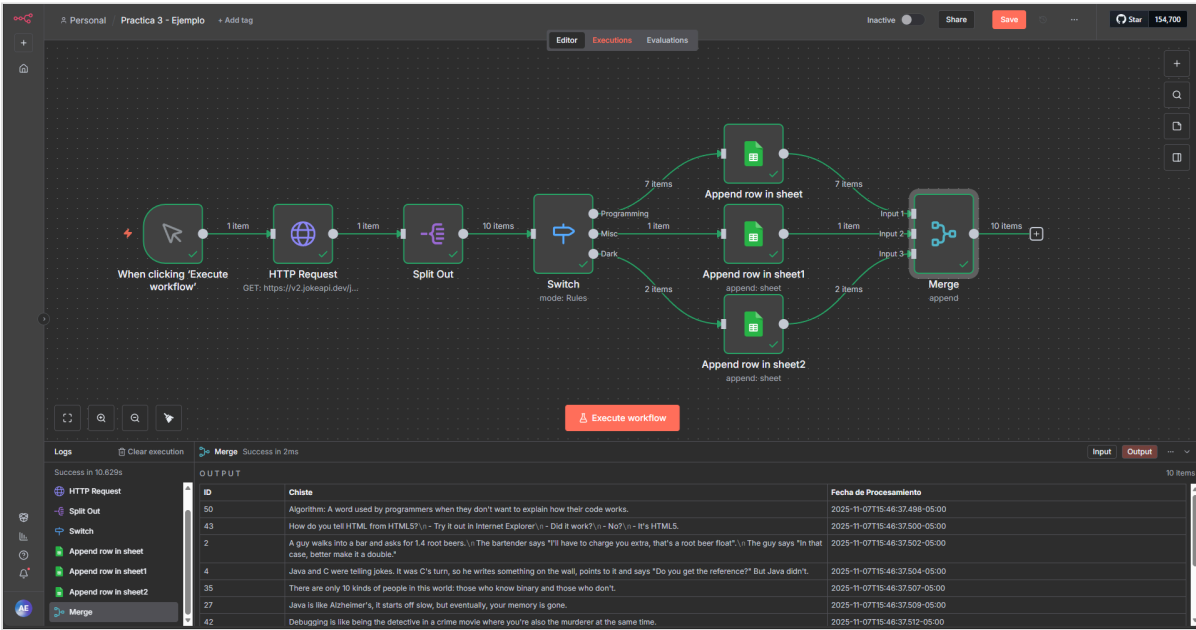 Personal / Practica 3 - Ejemplo + Add tag
Inactive Share Save ... Star 154,700
Editor Executions Evaluations
7 items
7 items
Append row in sheet
1 item
1 item
10 items
Programming
Misc
Dark
1 item
1 item
Input 1
Input 2
Input 3
10 items
When clicking ‘Execute workflow’
HTTP Request
GET: https://v2.jokeapi.dev/j...
Split Out
Switch
mode: Rules
Append row in sheet1
append: sheet
Merge
append
2 items
2 items
Append row in sheet2
append: sheet
Execute workflow
Logs Clear execution Merge Success in 2ms Input Output ...
Success in 10.629s
OUTPUT 10 items
HTTP Request
Split Out
Switch
Append row in sheet
Append row in sheet1
Append row in sheet2
Merge
AE
ID Chiste Fecha de Procesamiento
50 Algorithm: A word used by programmers when they don't want to explain how their code works. 2025-11-07T15:46:37.498-05:00
43 How do you tell HTML from HTML5?\n- Try it out in Internet Explorer\n- Did it work?\n- No?\n- It's HTML5. 2025-11-07T15:46:37.500-05:00
2 A guy walks into a bar and asks for 1.4 root beers.\nThe bartender says "I'll have to charge you extra, that's a root beer float".\nThe guy says "In that 2025-11-07T15:46:37.502-05:00
case, better make it a double."
4 Java and C were telling jokes. It was C's turn, so he writes something on the wall, points to it and says "Do you get the reference?" But Java didn't. 2025-11-07T15:46:37.504-05:00
35 There are only 10 kinds of people in this world: those who know binary and those who don't. 2025-11-07T15:46:37.507-05:00
27 Java is like Alzheimer's, it starts off slow, but eventually, your memory is gone. 2025-11-07T15:46:37.509-05:00
42 Debugging is like being the detective in a crime movie where you're also the murderer at the same time. 2025-11-07T15:46:37.512-05:00